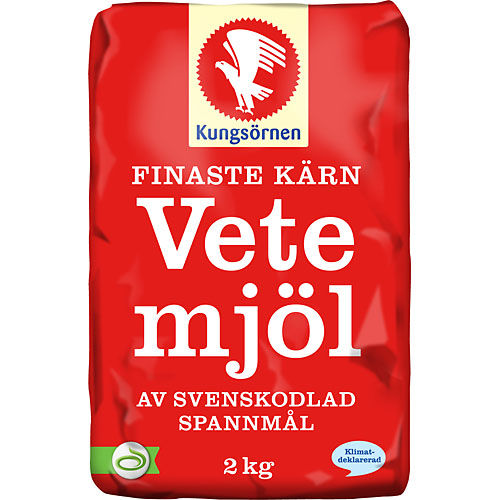 Kungsörnen
FINASTE KÄRN
Vete
mjöl
AV SVENSKODLAD
SPANNMÅL
2 kg
Klimat-
deklarerad